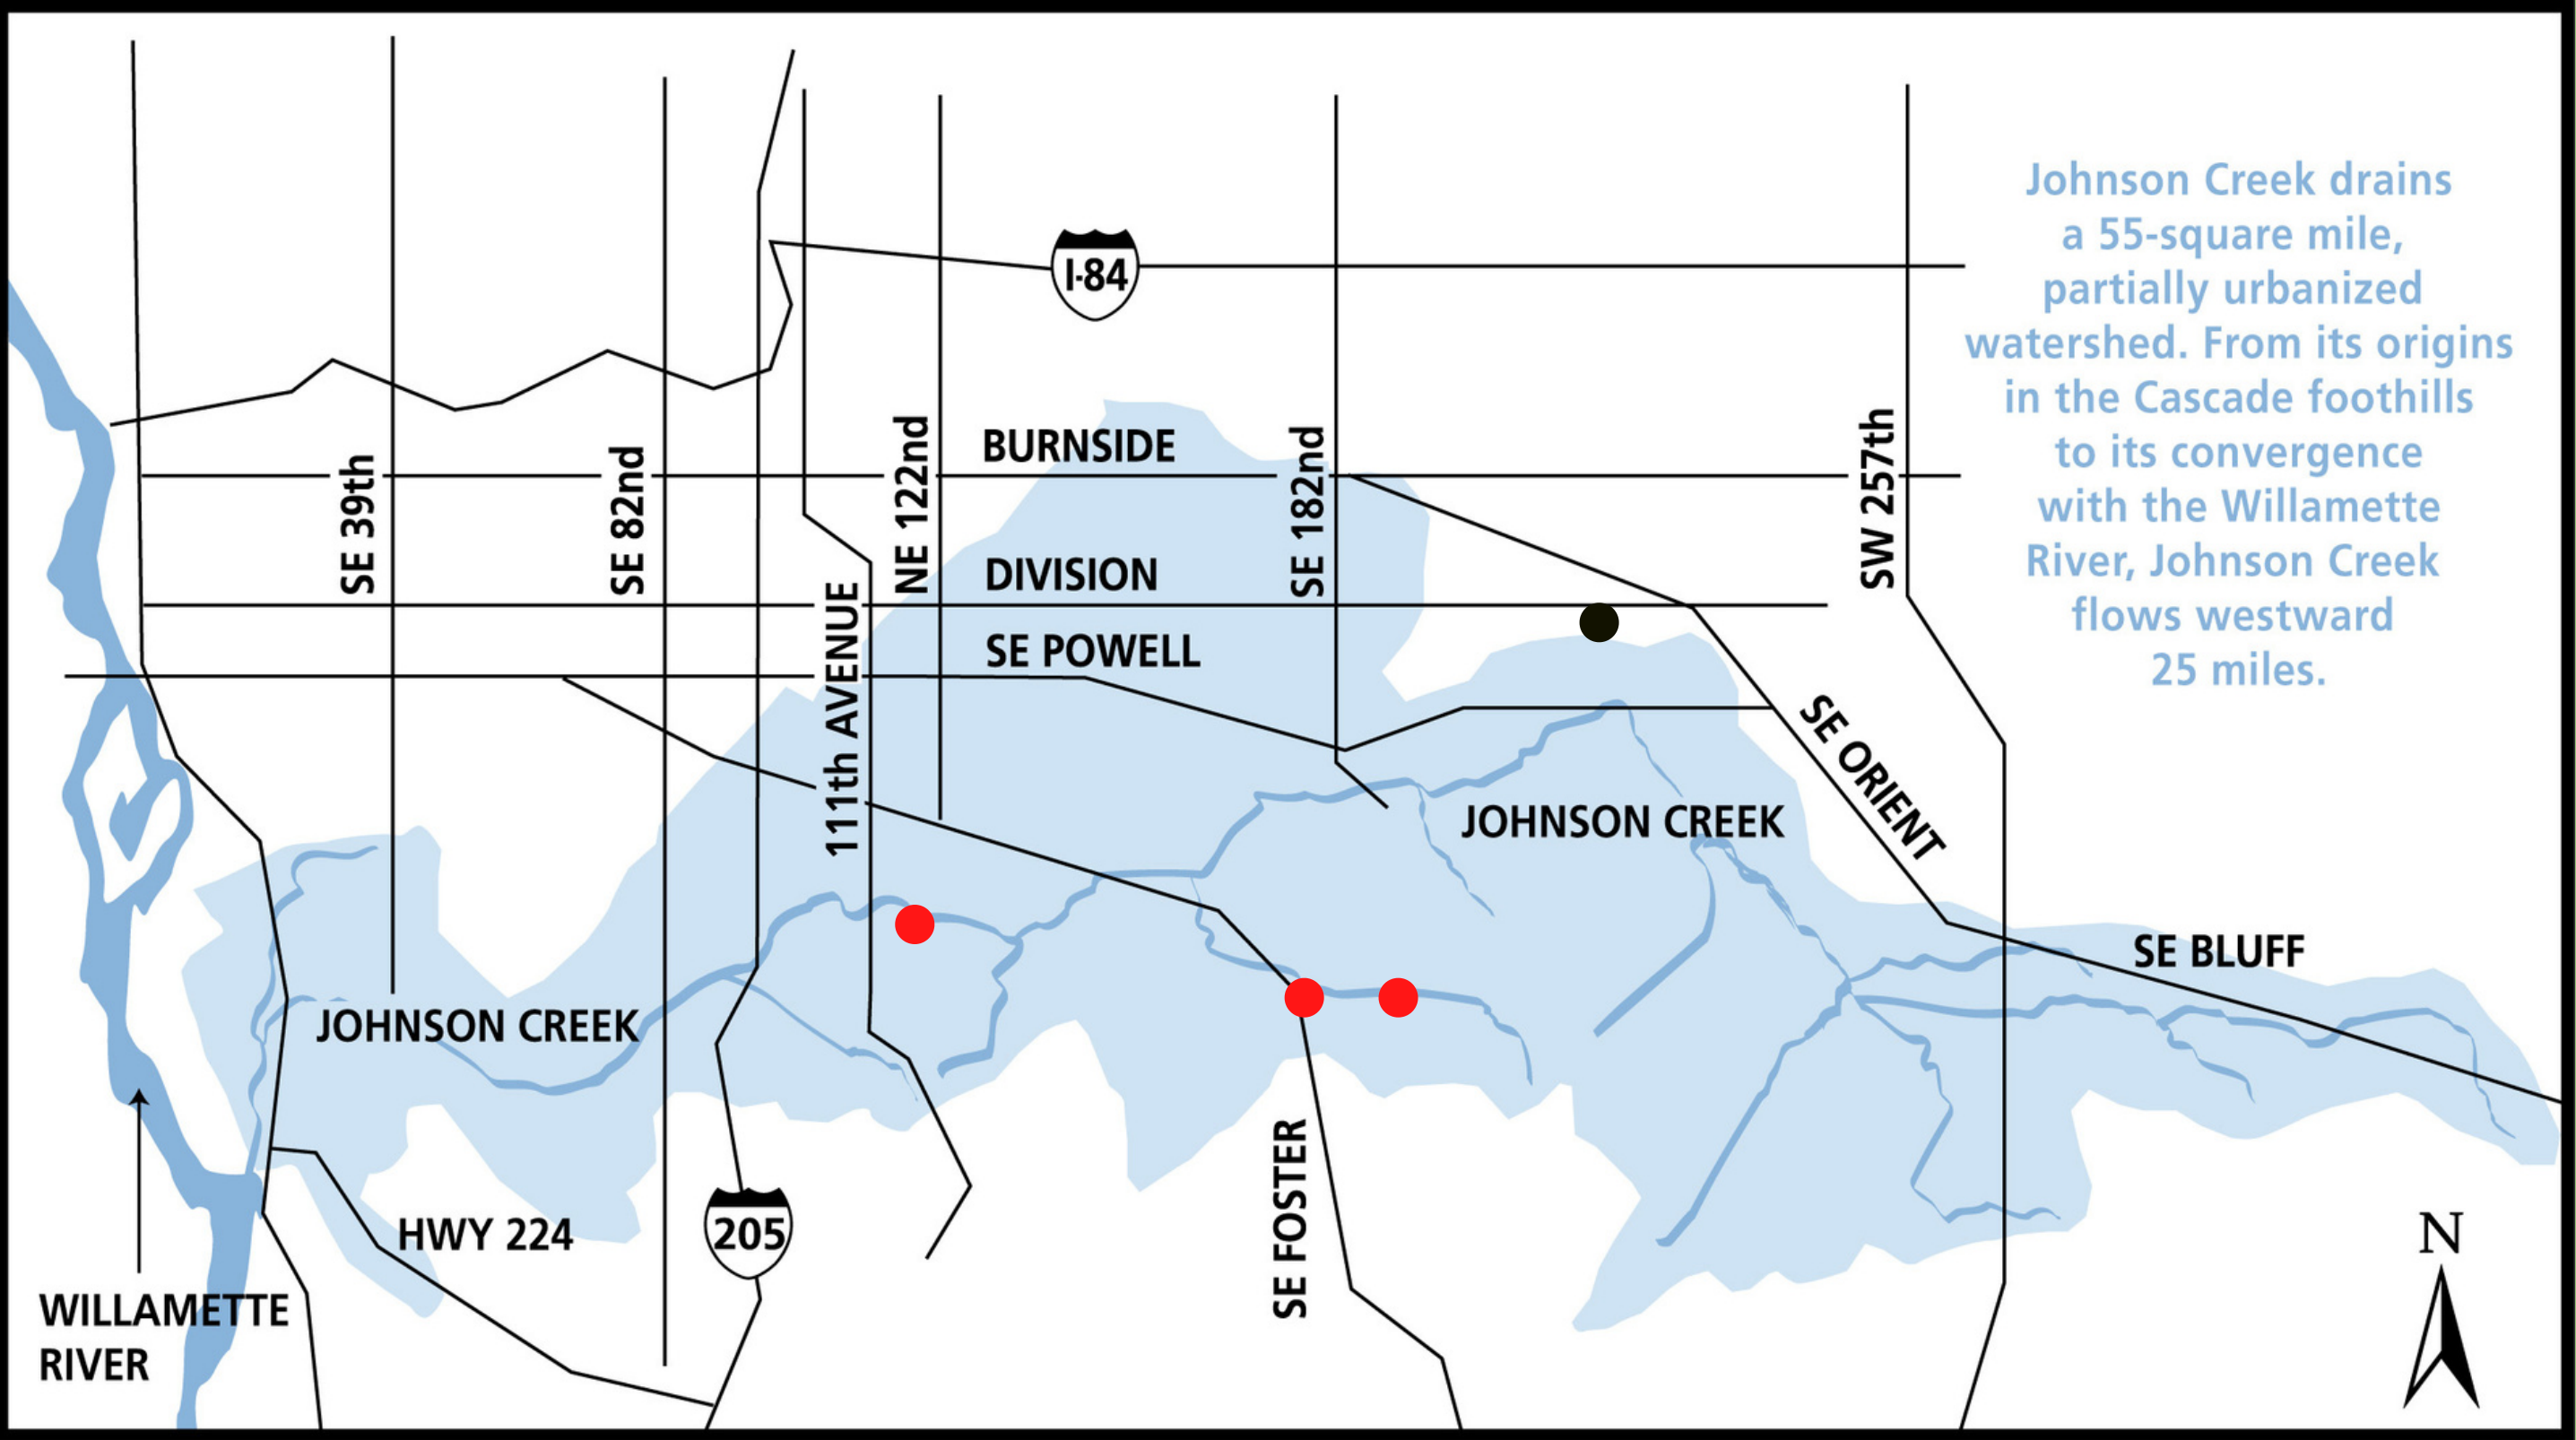 Johnson Creek drains
a 55-square mile,
partially urbanized
watershed. From its origins
in the Cascade foothills
to its convergence
with the Willamette
River, Johnson Creek
flows westward
25 miles.
I-84
BURNSIDE
SE 39th
SE 82nd
NE 122nd
SE 182nd
SW 257th
DIVISION
111th AVENUE
SE POWELL
SE ORIENT
JOHNSON CREEK
SE BLUFF
JOHNSON CREEK
SE FOSTER
HWY 224
205
WILLAMETTE
RIVER
N